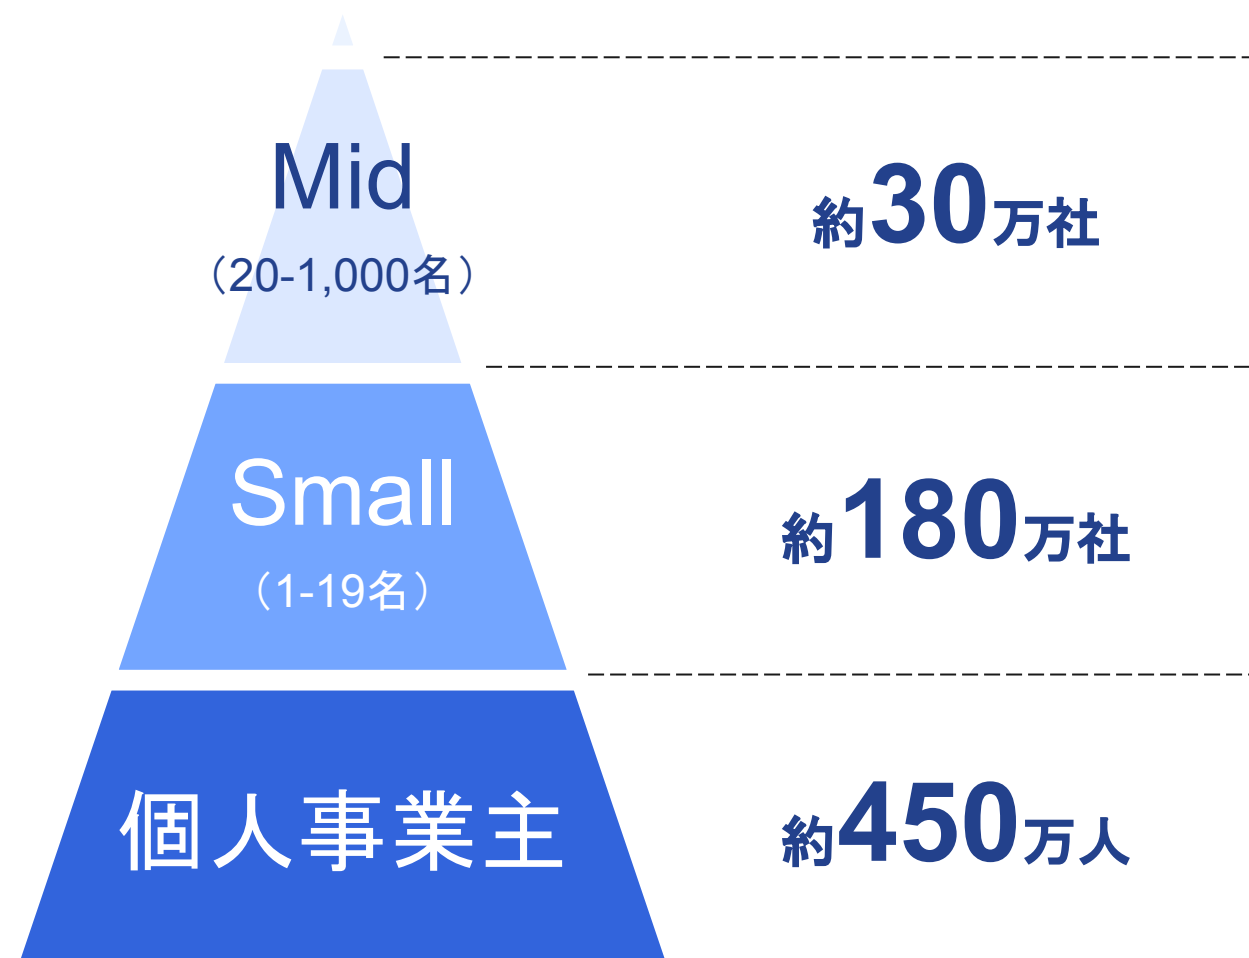 Mid
（20-1,000名）
約30万社
Small
（1-19名）
約180万社
個人事業主
約450万人